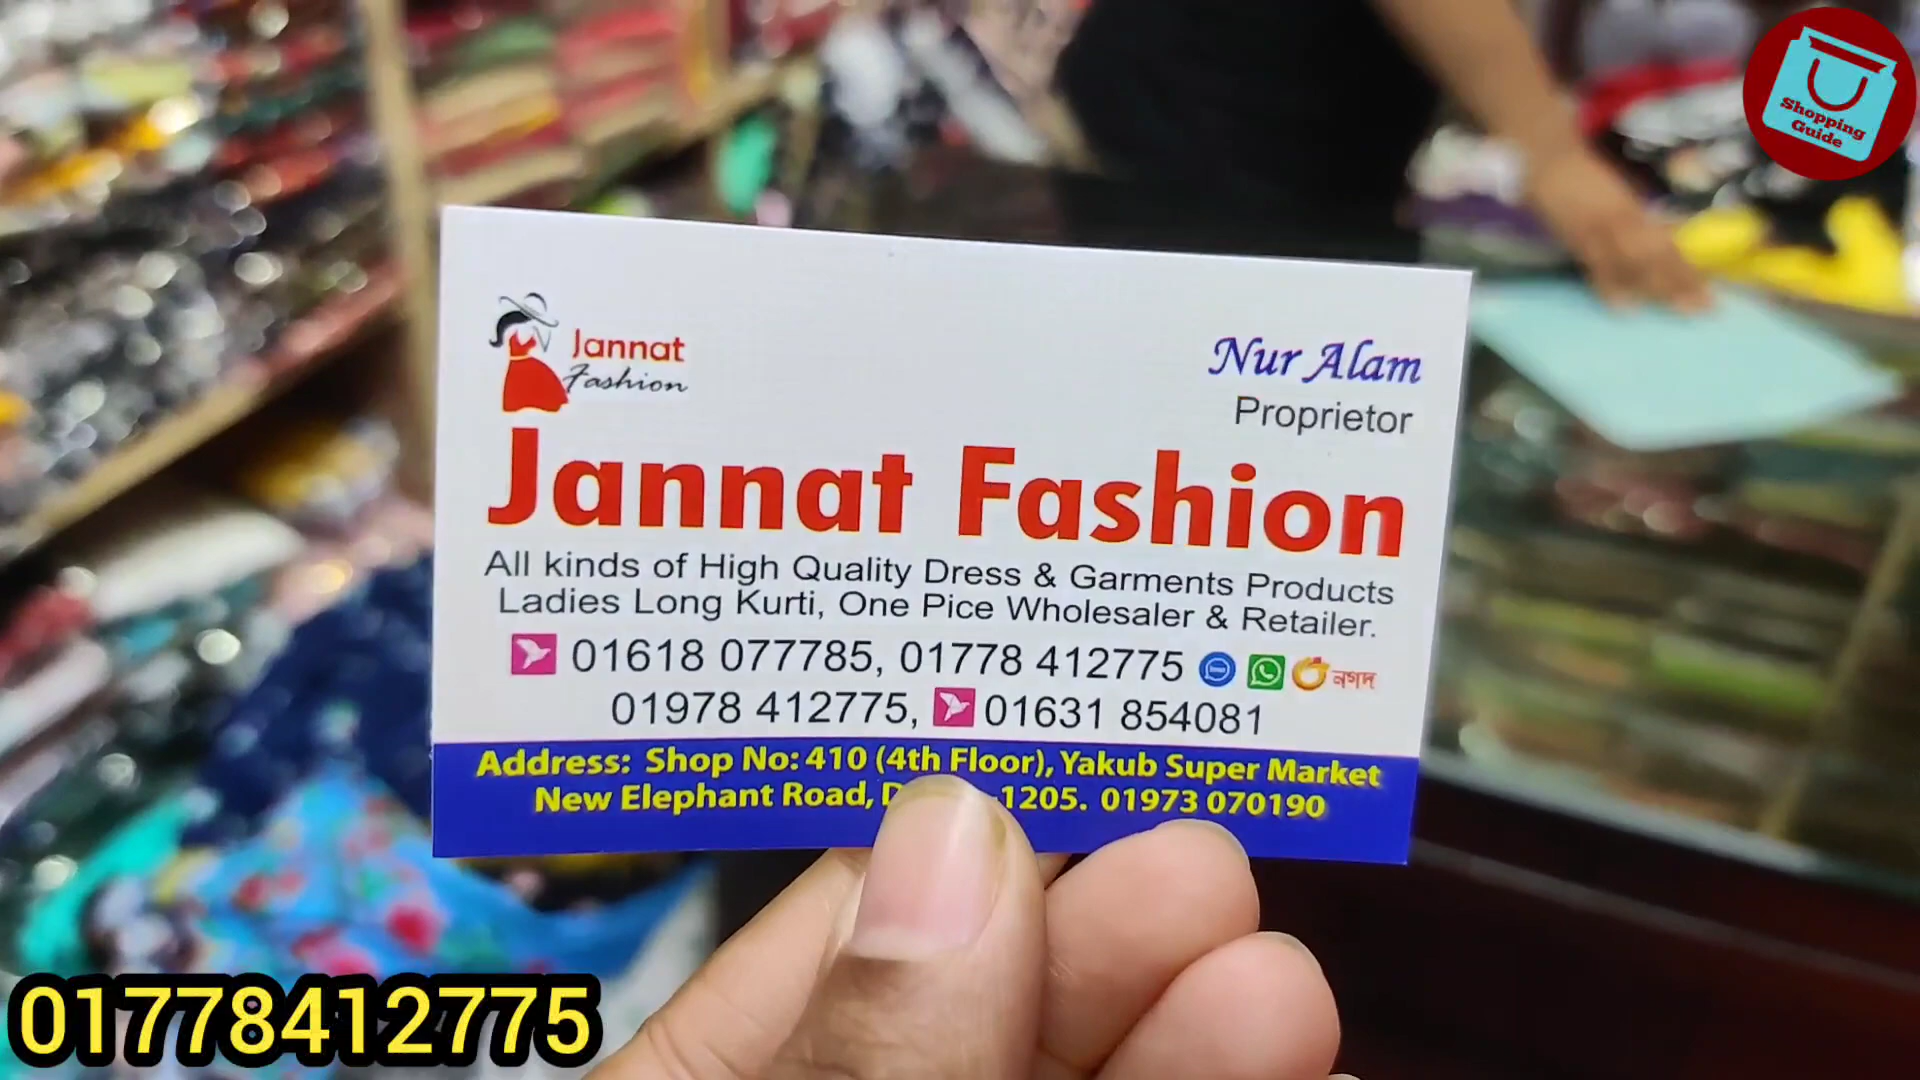 Shopping
Guide
Jannat
Fashion
Nur Alam
Proprietor
Jannat Fashion
All kinds of High Quality Dress & Garments Products
Ladies Long Kurti, One Pice Wholesaler & Retailer.
01618 077785, 01778 412775 নগদ
01978 412775, 01631 854081
Address: Shop No: 410 (4th Floor), Yakub Super Market
New Elephant Road, -1205. 01973 070190
01778412775